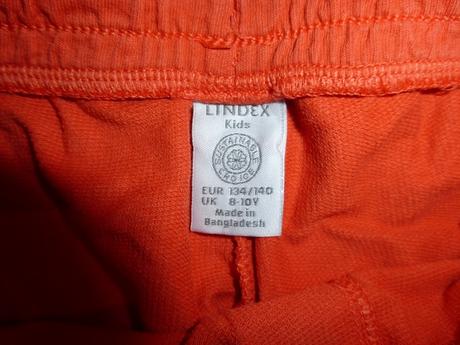 LINDEX
Kids
SUSTAINABLE
CHOICE
EUR 134/140
UK 8-10Y
Made in
Bangladesh